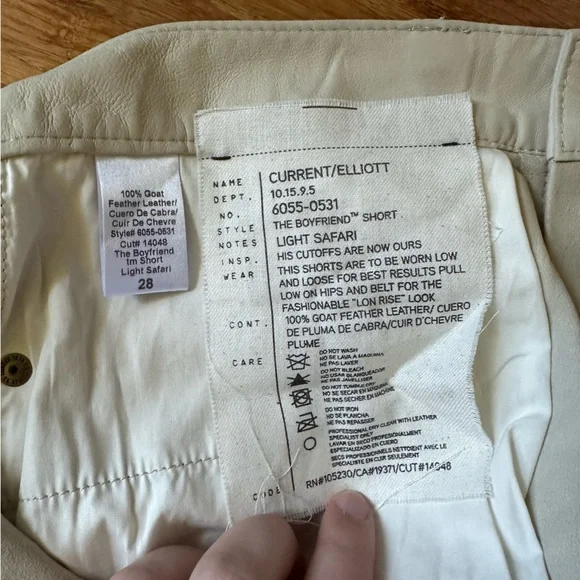 100% Goat
Feather Leather/
Cuero De Cabra/
Cuir De Chevre
Style# 6055-0531
Cut# 14048
The Boyfriend
tm Short
Light Safari
28
NAME CURRENT/ELLIOTT
DEPT. 10.15.9.5
NO. 6055-0531
STYLE THE BOYFRIEND™ SHORT
NOTES LIGHT SAFARI
INSP. HIS CUTOFFS ARE NOW OURS
WEAR THIS SHORTS ARE TO BE WORN LOW
AND LOOSE FOR BEST RESULTS PULL
LOW ON HIPS AND BELT FOR THE
FASHIONABLE "LON RISE" LOOK
CONT. 100% GOAT FEATHER LEATHER/ CUERO
DE PLUMA DE CABRA/CUIR D'CHEVRE
PLUME
CARE DO NOT WASH
NO SE LAVA A MAQUINA
NE PAS LAVER
DO NOT BLEACH
NO USAR BLANQUEADOR
NE PAS JAVELLISER
DO NOT TUMBLE DRY
NO SE SECAR EN MAQUINA
NE PAS SECHER EN MACHINE
DO NOT IRON
NO SE PLANCHA
NE PAS REPASSER
PROFESSIONAL DRY CLEAN WITH LEATHER
SPECIALIST ONLY
LAVAR EN SECO PROFESIONALMENT
ESPECIALISTA DE CUERO SOLAMENTE
SECO PROFESSIONNELS NETTOIENT AVEC LE
SPECIALISTE EN CUIR SEULEMENT
CODE RN#105230/CA#19371/CUT#14048